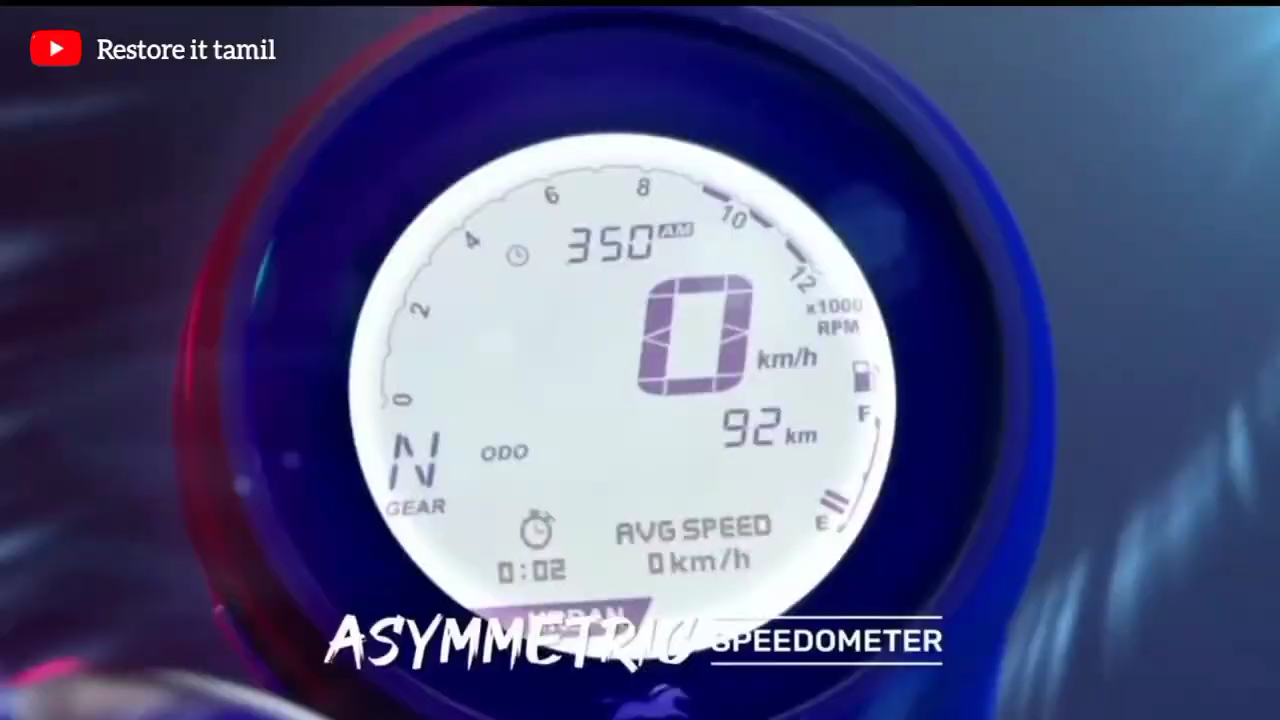 Restore it tamil
6
8
4
10
350 AM
12
2
x1000
RPM
km/h
0
0
92 km
F
N
ODO
GEAR
E
AVG SPEED
0:02
0 km/h
URBAN
ASYMMETRIC SPEEDOMETER